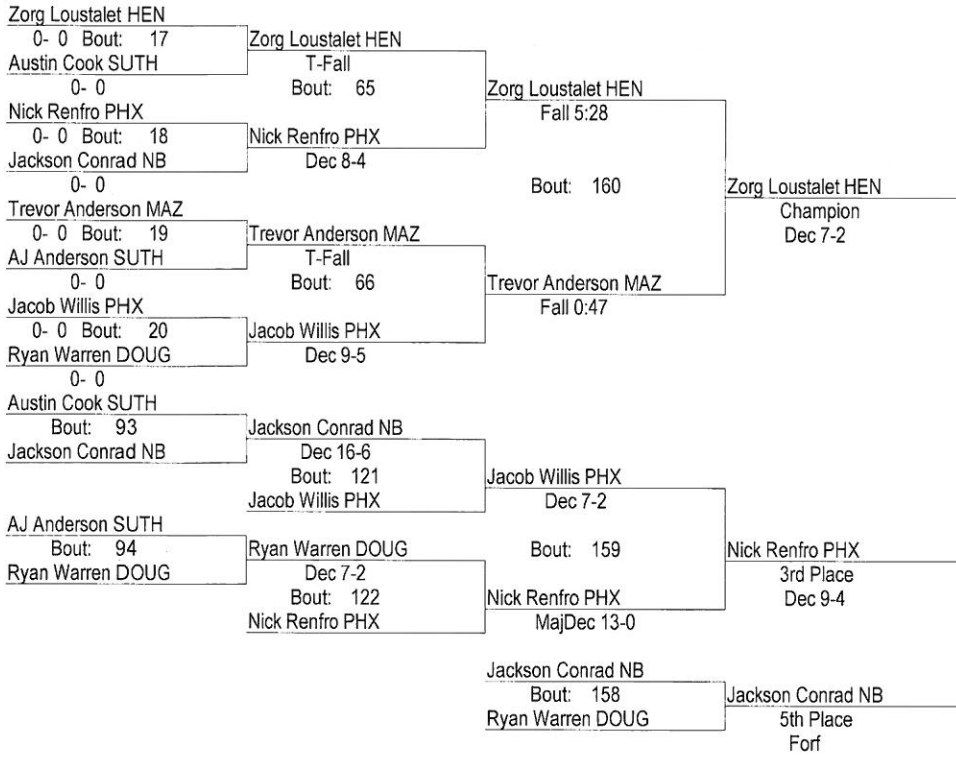 Zorg Loustalet HEN
0- 0 Bout: 17
Austin Cook SUTH
0- 0
Nick Renfro PHX
0- 0 Bout: 18
Jackson Conrad NB
0- 0
Trevor Anderson MAZ
0- 0 Bout: 19
AJ Anderson SUTH
0- 0
Jacob Willis PHX
0- 0 Bout: 20
Ryan Warren DOUG
0- 0
Zorg Loustalet HEN
T-Fall
Bout: 65
Nick Renfro PHX
Dec 8-4
Trevor Anderson MAZ
T-Fall
Bout: 66
Jacob Willis PHX
Dec 9-5
Zorg Loustalet HEN
Fall 5:28
Bout: 160
Trevor Anderson MAZ
Fall 0:47
Zorg Loustalet HEN
Champion
Dec 7-2
Austin Cook SUTH
Bout: 93
Jackson Conrad NB
AJ Anderson SUTH
Bout: 94
Ryan Warren DOUG
Jackson Conrad NB
Dec 16-6
Bout: 121
Jacob Willis PHX
Ryan Warren DOUG
Dec 7-2
Bout: 122
Nick Renfro PHX
Jacob Willis PHX
Dec 7-2
Bout: 159
Nick Renfro PHX
MajDec 13-0
Nick Renfro PHX
3rd Place
Dec 9-4
Jackson Conrad NB
Bout: 158
Ryan Warren DOUG
Jackson Conrad NB
5th Place
Forf